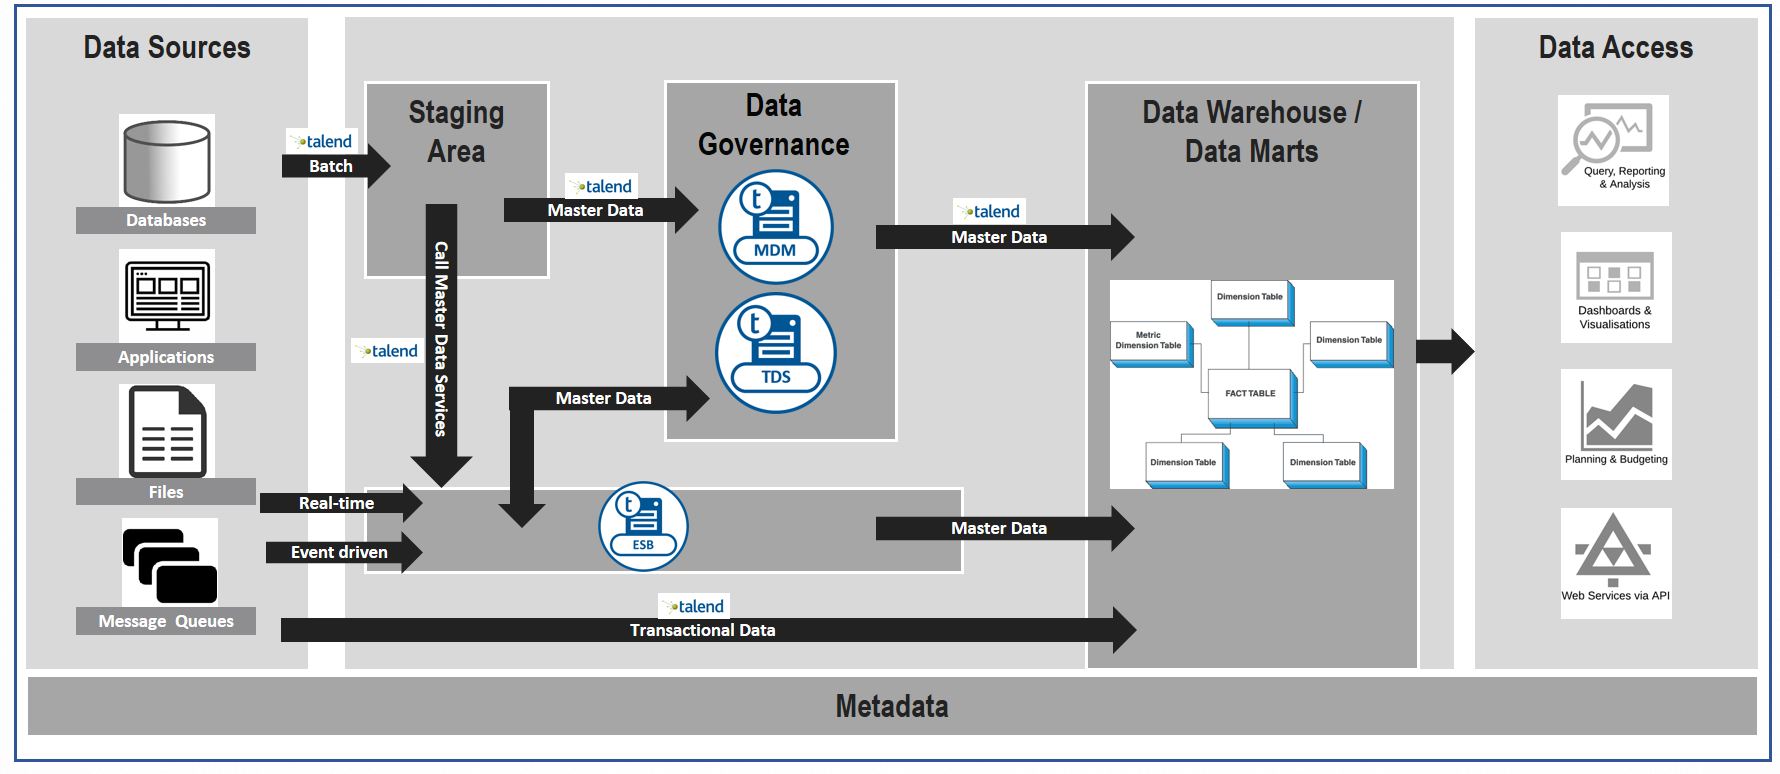 Data Sources
Databases
Applications
Files
Message Queues
talend
Batch
Staging
Area
talend
Master Data
Call Master Data Services
talend
Data
Governance
t
MDM
t
TDS
Master Data
Real-time
Event driven
t
ESB
talend
Master Data
Master Data
talend
Transactional Data
Data Warehouse /
Data Marts
Dimension Table
Metric
Dimension Table
Dimension Table
FACT TABLE
Dimension Table
Dimension Table
Data Access
Query, Reporting
& Analysis
Dashboards &
Visualisations
Planning & Budgeting
Web Services via API
Metadata